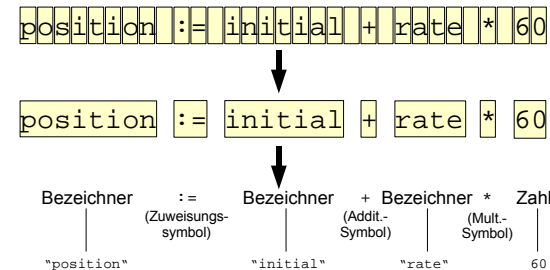 position := initial + rate * 60
position := initial + rate * 60
Bezeichner := Bezeichner + Bezeichner * Zahl
(Zuweisungs-
symbol)
(Addit.-
Symbol)
(Mult.-
Symbol)
"position" "initial" "rate" 60